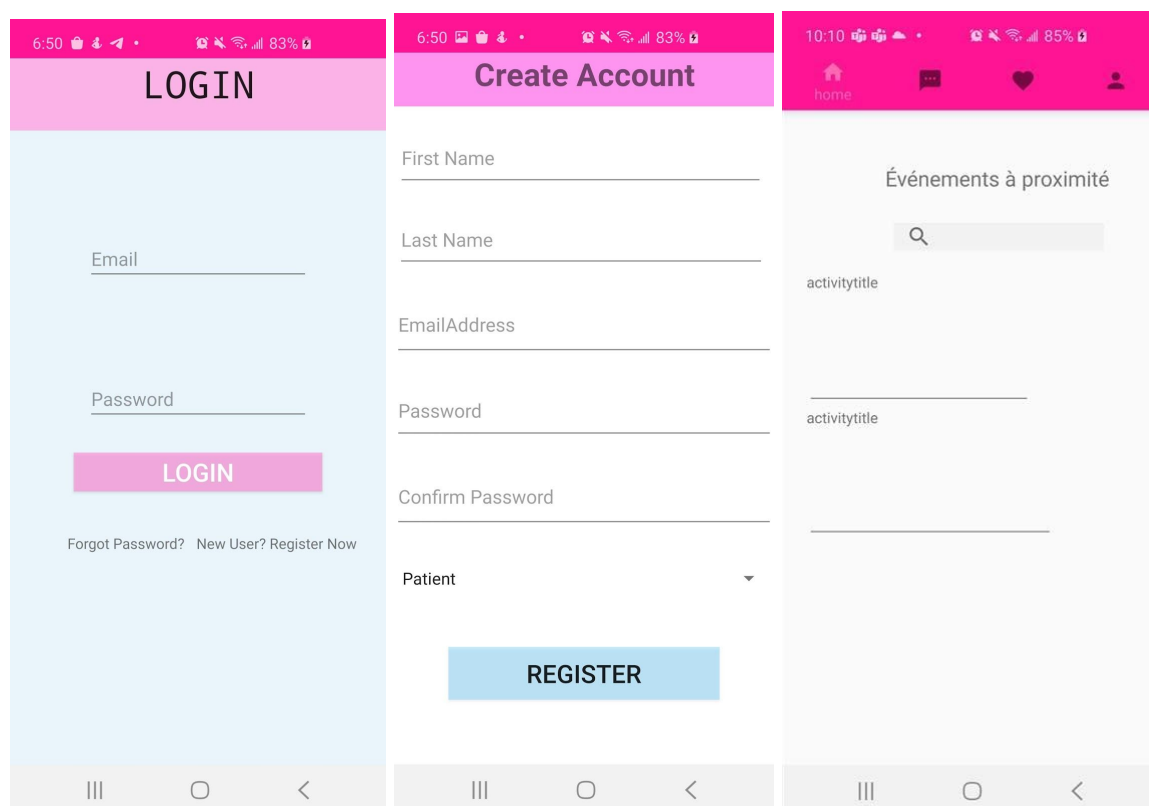 6:50
83%
LOGIN
Email
Password
LOGIN
Forgot Password? New User? Register Now
6:50
83%
Create Account
First Name
Last Name
EmailAddress
Password
Confirm Password
Patient
REGISTER
10:10
85%
home
Événements à proximité
activitytitle
activitytitle